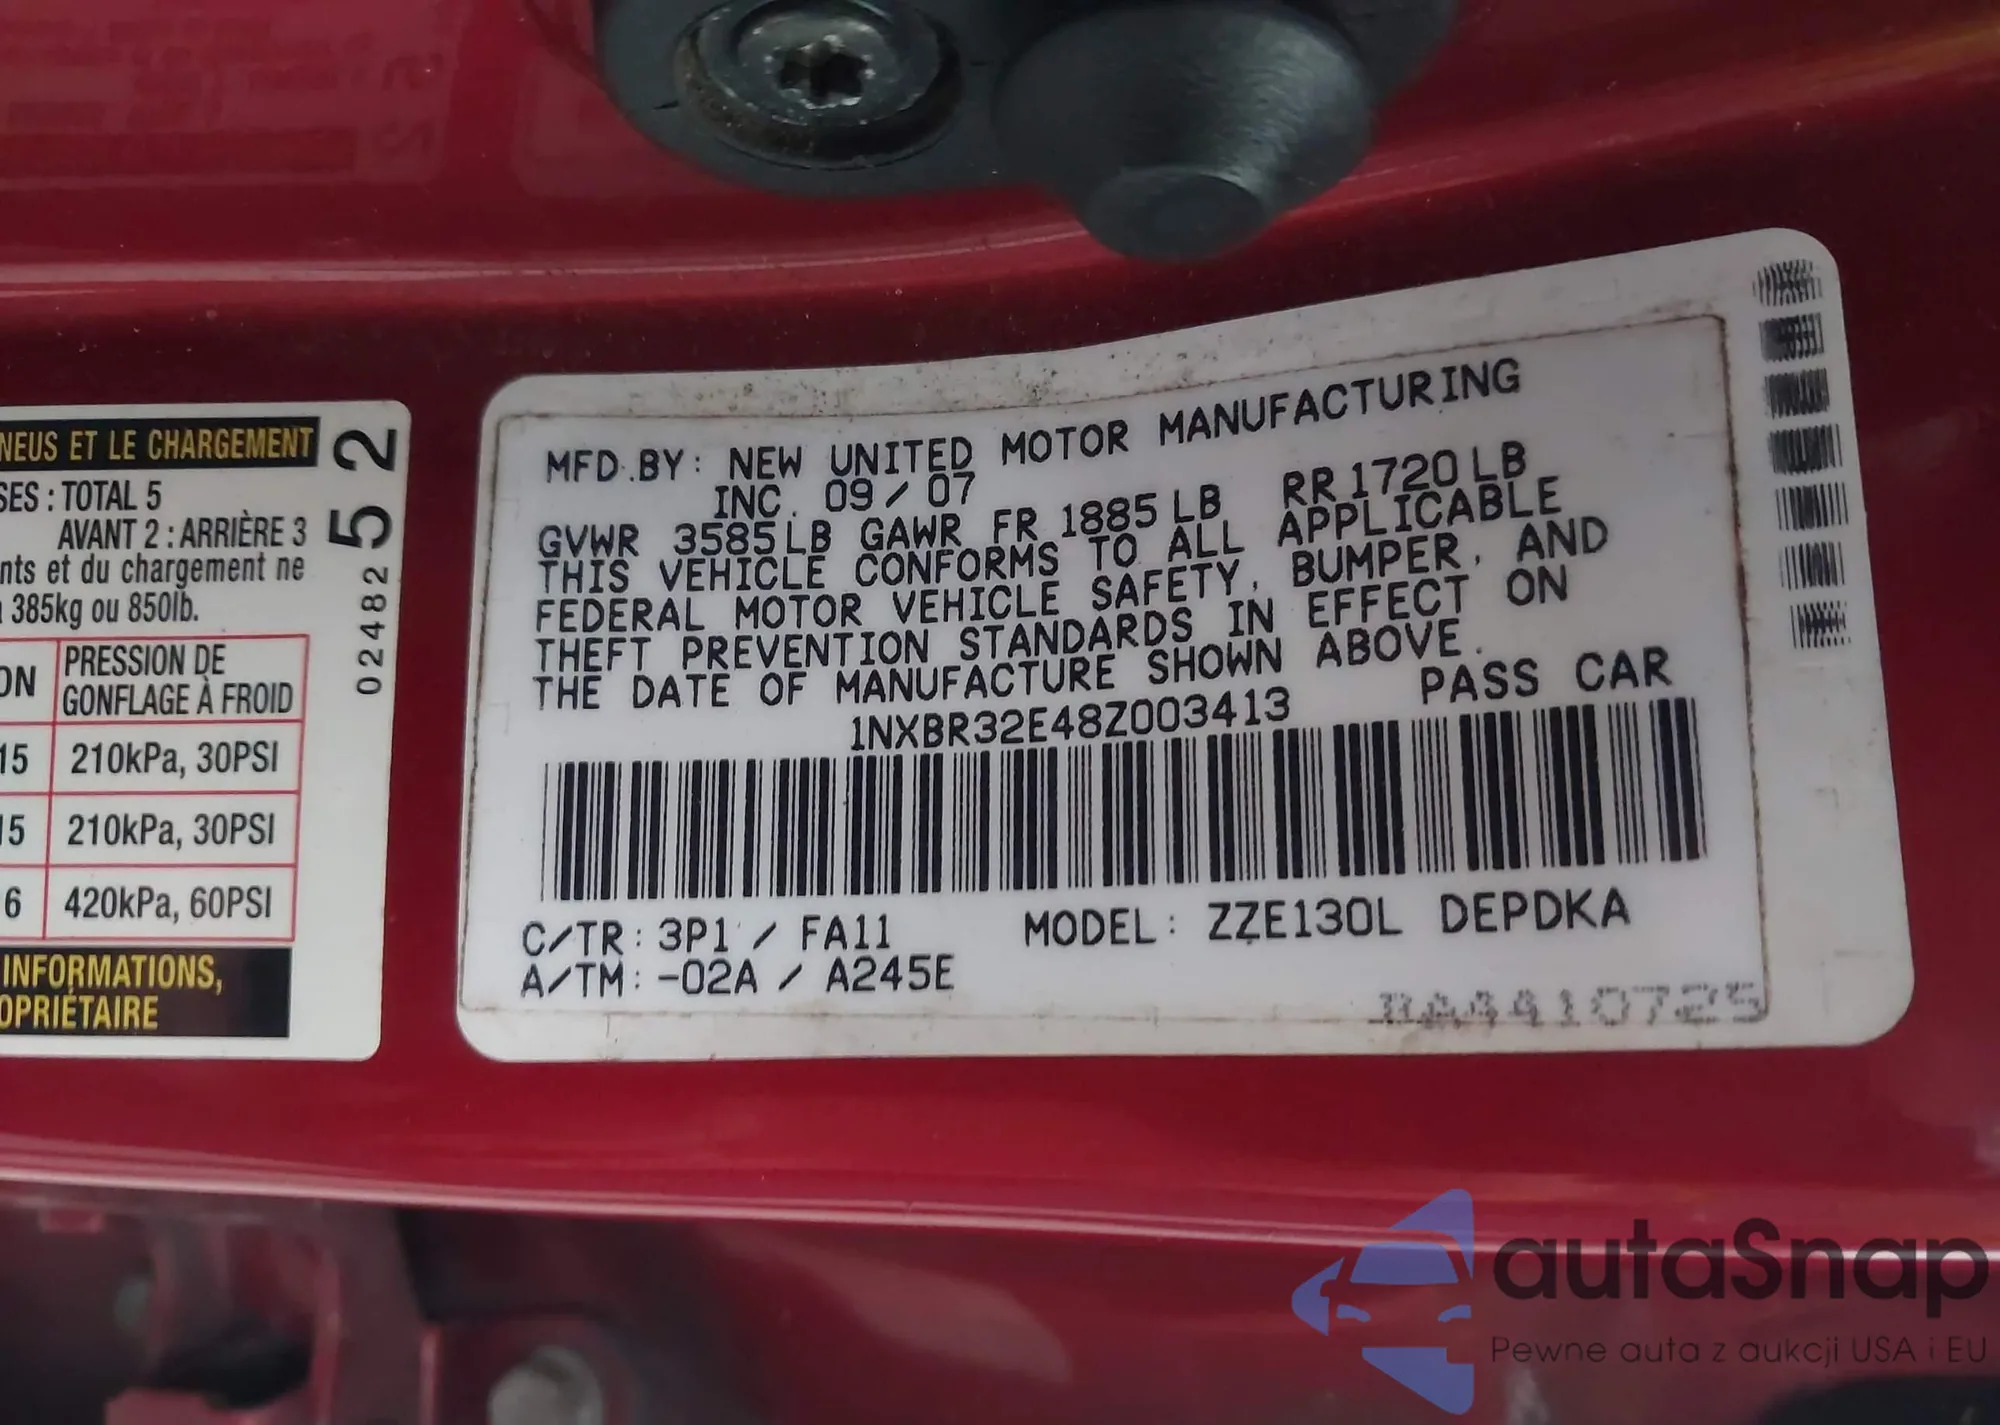 NEUS ET LE CHARGEMENT
SES : TOTAL 5
AVANT 2 : ARRIÈRE 3
nts et du chargement ne
385kg ou 850lb.
ON
PRESSION DE
GONFLAGE À FROID
15 210kPa, 30PSI
15 210kPa, 30PSI
6 420kPa, 60PSI
INFORMATIONS,
OPRIÉTAIRE
02482 52
MFD.BY: NEW UNITED MOTOR MANUFACTURING
INC. 09/07
GVWR 3585LB GAWR FR 1885LB RR 1720LB
THIS VEHICLE CONFORMS TO ALL APPLICABLE
FEDERAL MOTOR VEHICLE SAFETY, BUMPER, AND
THEFT PREVENTION STANDARDS IN EFFECT ON
THE DATE OF MANUFACTURE SHOWN ABOVE.
1NXBR32E48Z003413 PASS CAR
C/TR: 3P1 / FA11 MODEL: ZZE130L DEPDKA
A/TM: -02A / A245E
autaSnap
Pewne auta z aukcji USA i EU